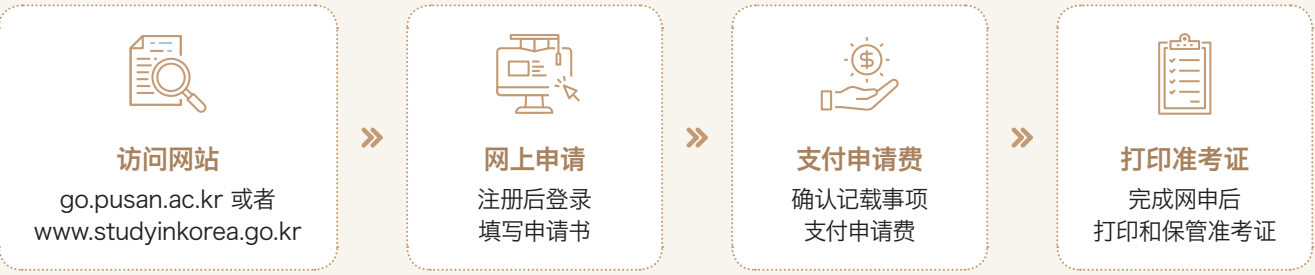 访问网站
go.pusan.ac.kr 或者
www.studyinkorea.go.kr
网上申请
注册后登录
填写申请书
支付申请费
确认记载事项
支付申请费
打印准考证
完成网申后
打印和保管准考证